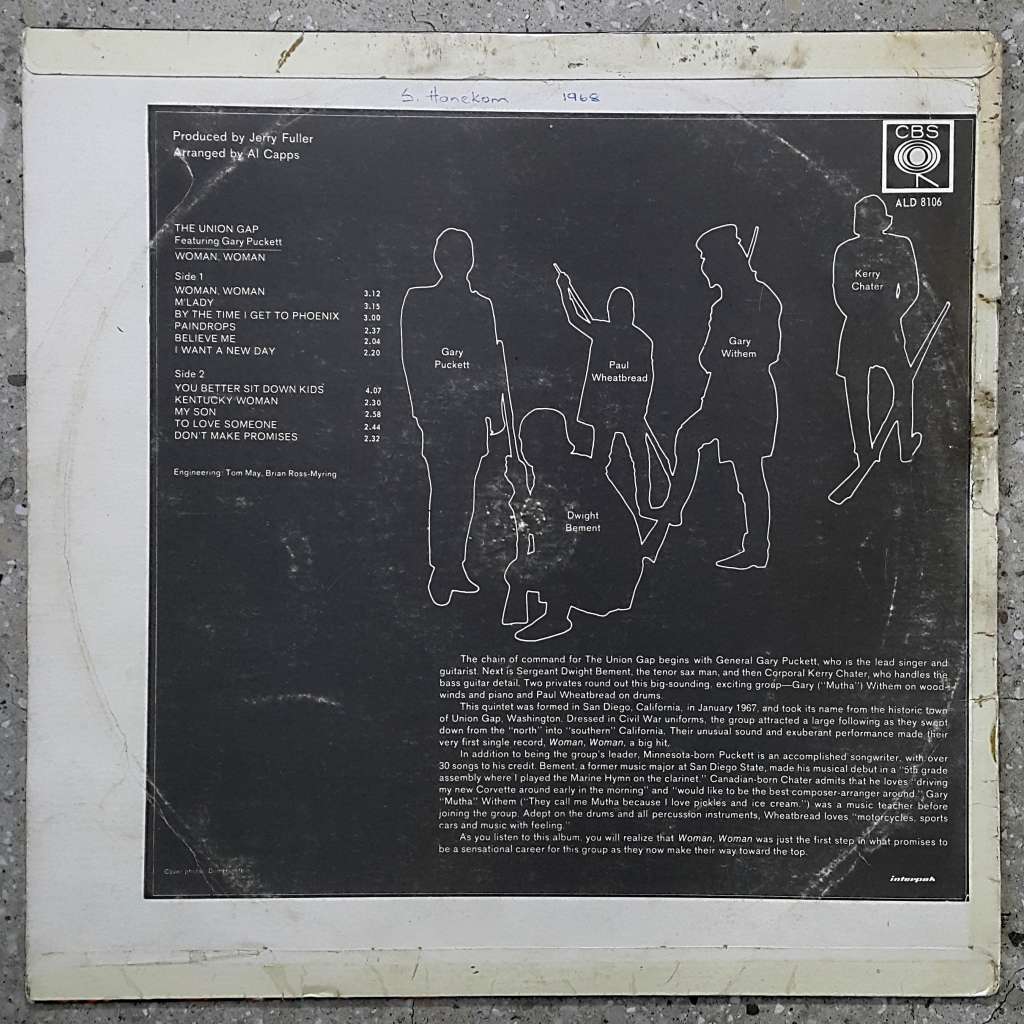 S. Honekom 1968
Produced by Jerry Fuller
Arranged by Al Capps
CBS
ALD 8106
THE UNION GAP
Featuring Gary Puckett
WOMAN, WOMAN
Side 1
WOMAN, WOMAN 3.12
M'LADY 3.15
BY THE TIME I GET TO PHOENIX 3.00
PAINDROPS 2.37
BELIEVE ME 2.04
I WANT A NEW DAY 2.20
Side 2
YOU BETTER SIT DOWN KIDS 4.07
KENTUCKY WOMAN 2.30
MY SON 2.58
TO LOVE SOMEONE 2.44
DON'T MAKE PROMISES 2.32
Engineering: Tom May, Brian Ross-Myring
Gary
Puckett
Paul
Wheatbread
Gary
Withem
Kerry
Chater
Dwight
Bement
The chain of command for The Union Gap begins with General Gary Puckett, who is the lead singer and
guitarist. Next is Sergeant Dwight Bement, the tenor sax man, and then Corporal Kerry Chater, who handles the
bass guitar detail. Two privates round out this big-sounding, exciting group—Gary ("Mutha") Withem on wood-
winds and piano and Paul Wheatbread on drums.
This quintet was formed in San Diego, California, in January 1967, and took its name from the historic town
of Union Gap, Washington. Dressed in Civil War uniforms, the group attracted a large following as they swept
down from the "north" into "southern" California. Their unusual sound and exuberant performance made their
very first single record, Woman, Woman, a big hit.
In addition to being the group's leader, Minnesota-born Puckett is an accomplished songwriter, with over
30 songs to his credit. Bement, a former music major at San Diego State, made his musical debut in a "5th grade
assembly where I played the Marine Hymn on the clarinet." Canadian-born Chater admits that he loves "driving
my new Corvette around early in the morning" and "would like to be the best composer-arranger around." Gary
"Mutha" Withem ("They call me Mutha because I love pickles and ice cream.") was a music teacher before
joining the group. Adept on the drums and all percussion instruments, Wheatbread loves "motorcycles, sports
cars and music with feeling."
As you listen to this album, you will realize that Woman, Woman was just the first step in what promises to
be a sensational career for this group as they now make their way toward the top.
Cover photo:
interpak